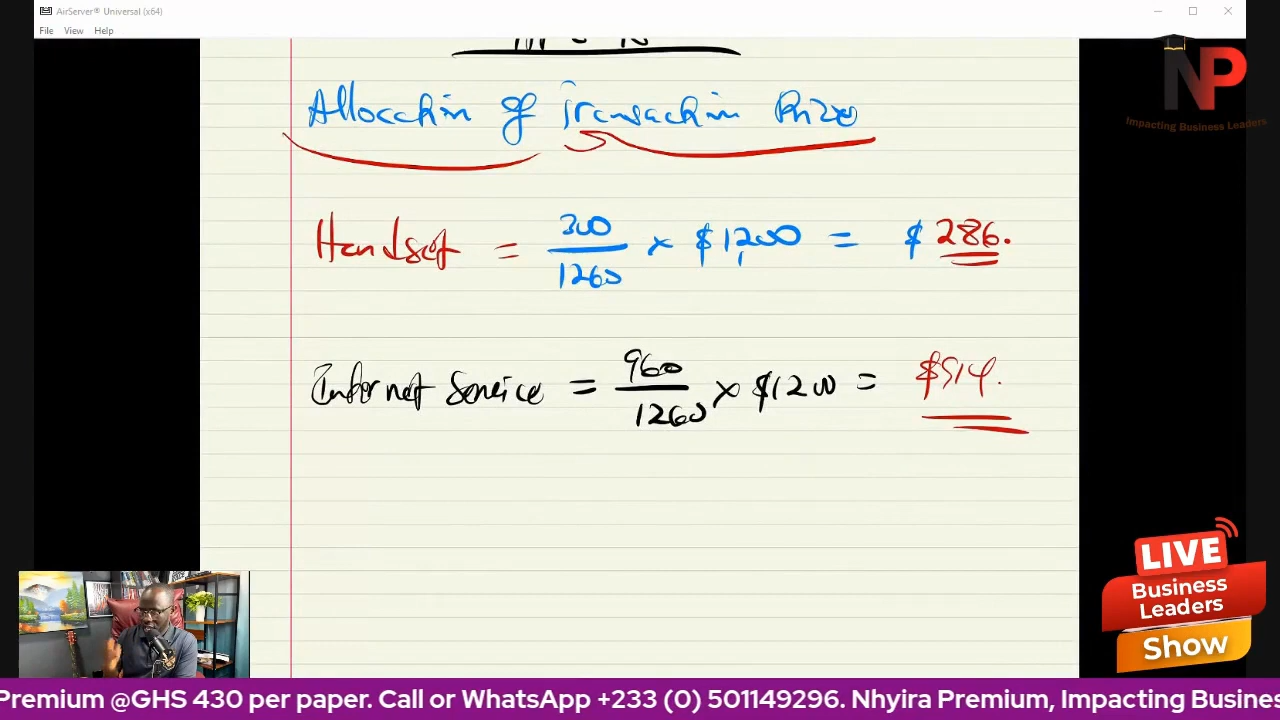 AirServer® Universal (x64)
File View Help
NP
Impacting Business Leaders
Allocation of Transaction Price
Handset = 300/1260 × $1200 = $286.
Internet Service = 960/1260 × $1200 = $914.
LIVE
Business
Leaders
Show
Premium @GHS 430 per paper. Call or WhatsApp +233 (0) 501149296. Nhyira Premium, Impacting Busines